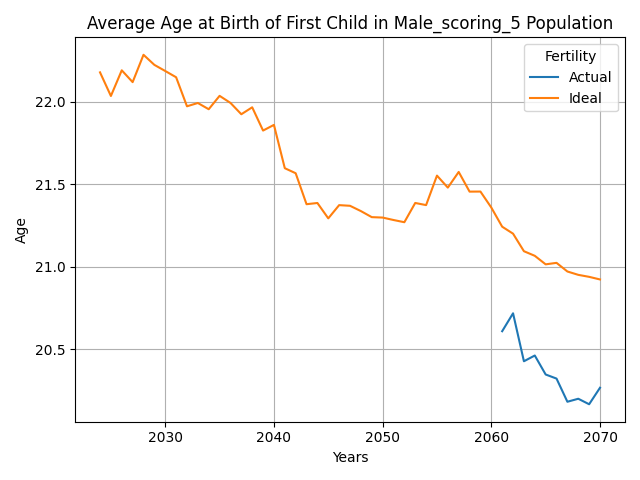 Average Age at Birth of First Child in Male_scoring_5 Population
Fertility
Actual
Ideal
22.0
21.5
21.0
20.5
Age
2030 2040 2050 2060 2070
Years